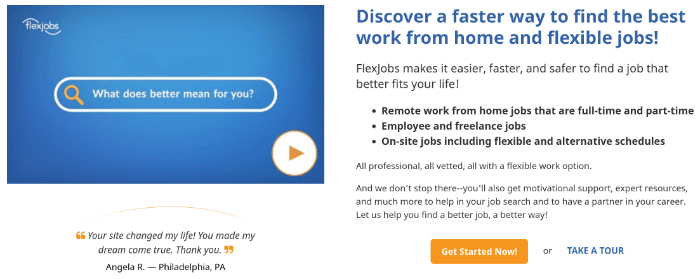 flexjobs
What does better mean for you?
❝ Your site changed my life! You made my
dream come true. Thank you. ❞
Angela R. — Philadelphia, PA
Discover a faster way to find the best
work from home and flexible jobs!
FlexJobs makes it easier, faster, and safer to find a job that
better fits your life!
• Remote work from home jobs that are full-time and part-time
• Employee and freelance jobs
• On-site jobs including flexible and alternative schedules
All professional, all vetted, all with a flexible work option.
And we don't stop there--you'll also get motivational support, expert resources,
and much more to help in your job search and to have a partner in your career.
Let us help you find a better job, a better way!
Get Started Now! or TAKE A TOUR